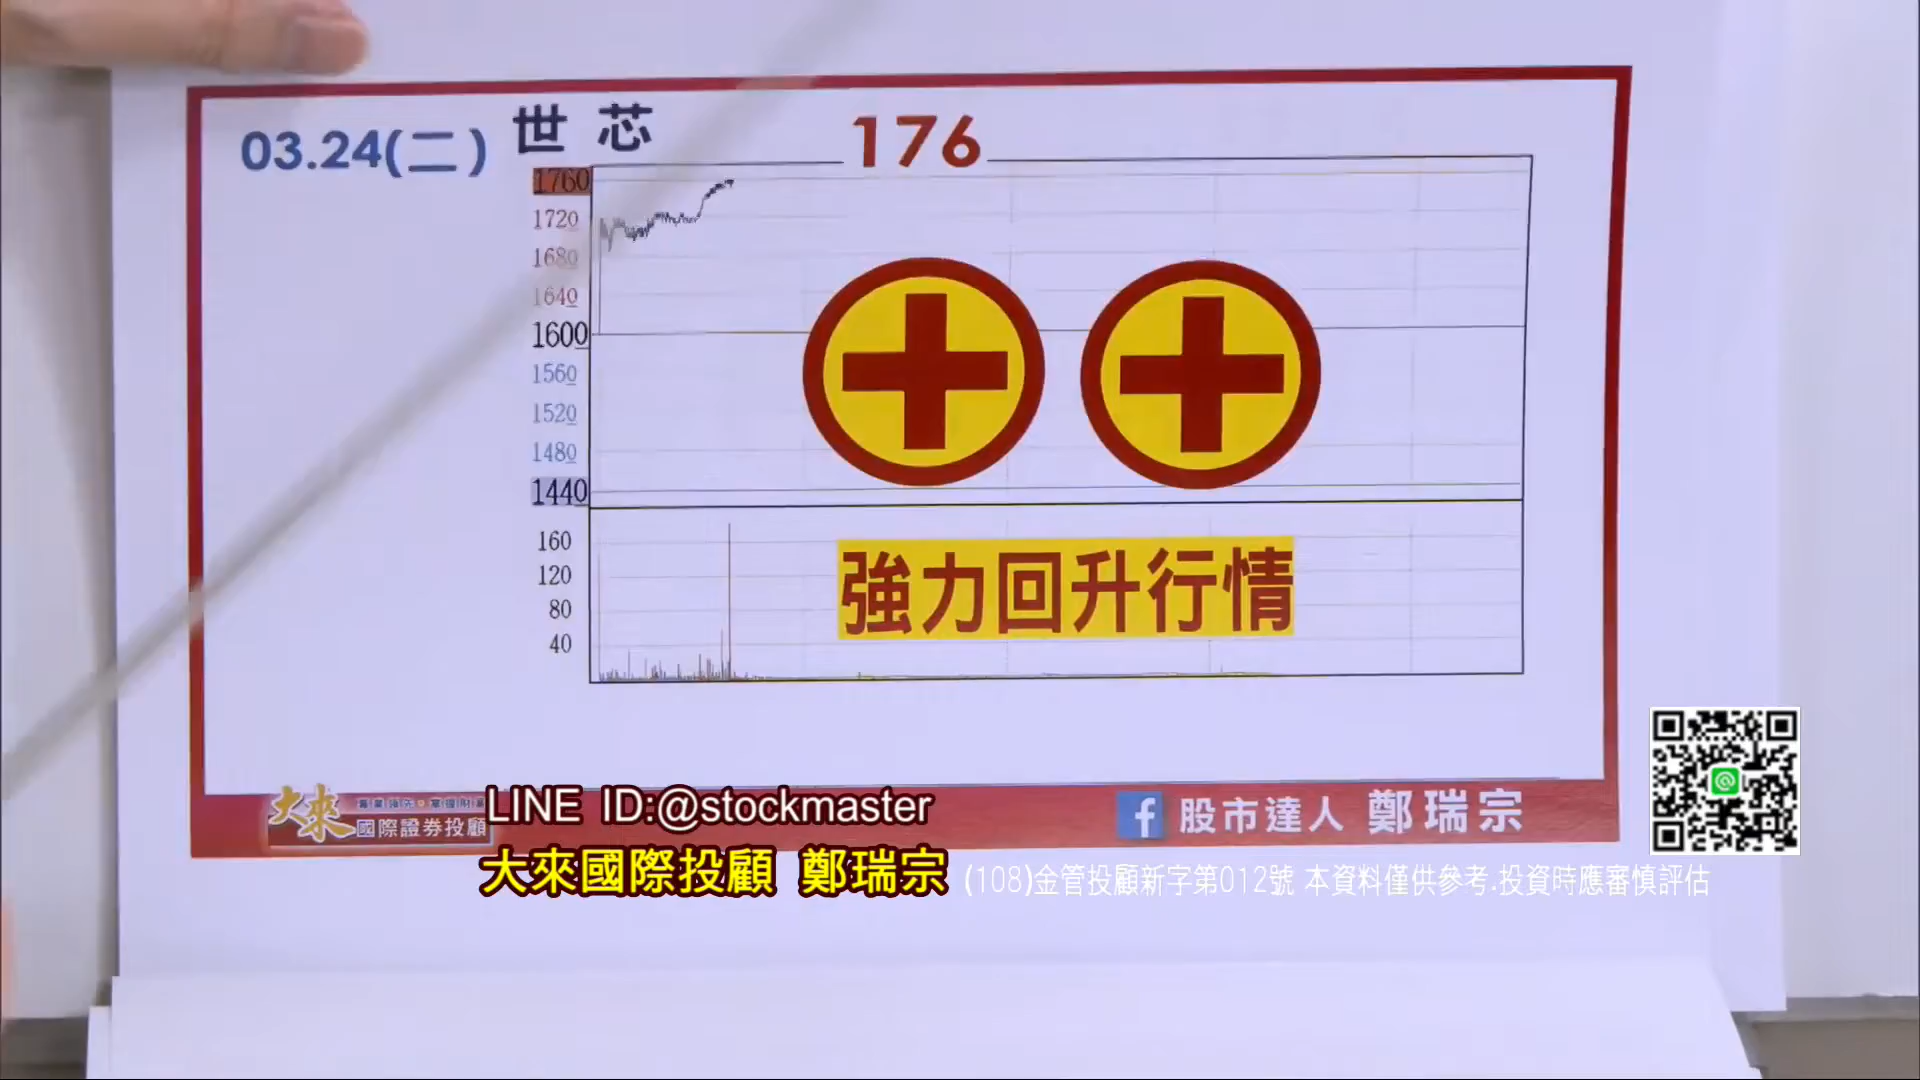 03.24(二)
世芯
176
1760
1720
1680
1640
1600
1560
1520
1480
1440
160
120
80
40
強力回升行情
大來
國際證券投顧
LINE ID:@stockmaster
f 股市達人 鄭瑞宗
大來國際投顧 鄭瑞宗
(108)金管投顧新字第012號 本資料僅供參考.投資時應審慎評估